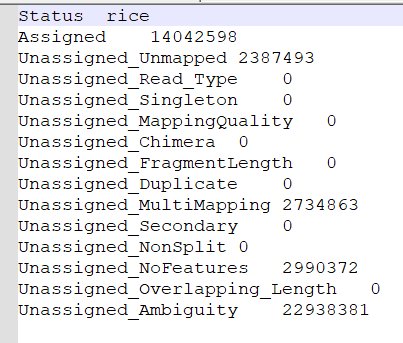 Status rice
Assigned 14042598
Unassigned_Unmapped 2387493
Unassigned_Read_Type 0
Unassigned_Singleton 0
Unassigned_MappingQuality 0
Unassigned_Chimera 0
Unassigned_FragmentLength 0
Unassigned_Duplicate 0
Unassigned_MultiMapping 2734863
Unassigned_Secondary 0
Unassigned_NonSplit 0
Unassigned_NoFeatures 2990372
Unassigned_Overlapping_Length 0
Unassigned_Ambiguity 22938381